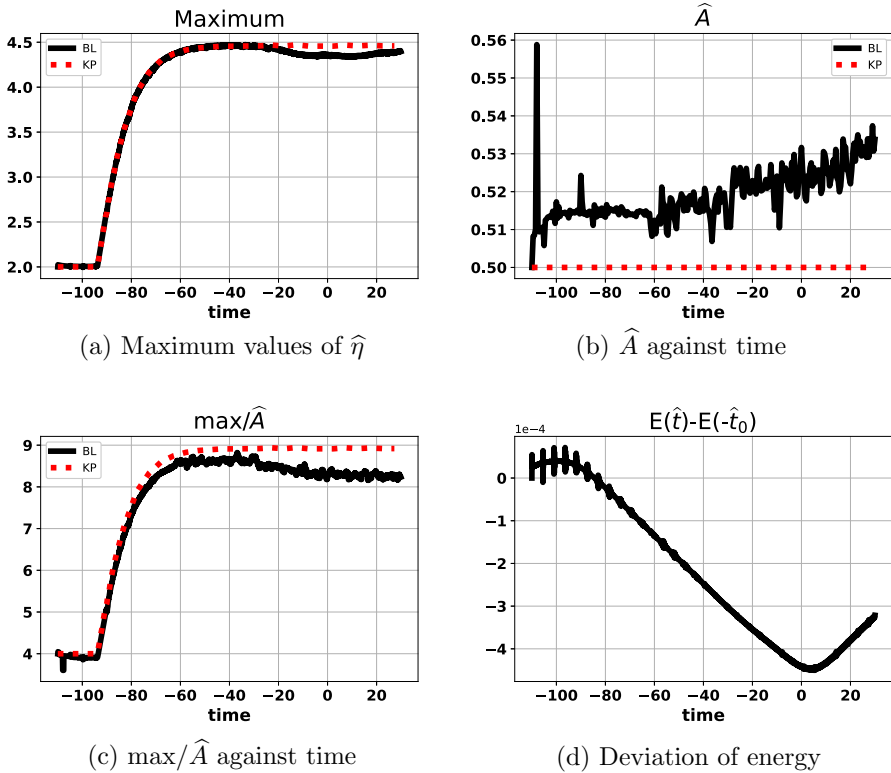 Maximum
BL
KP
4.5
4.0
3.5
3.0
2.5
2.0
−100 −80 −60 −40 −20 0 20
time
(a) Maximum values of η̂
Â
BL
KP
0.56
0.55
0.54
0.53
0.52
0.51
0.50
−100 −80 −60 −40 −20 0 20
time
(b) Â against time
max/Â
BL
KP
9
8
7
6
5
4
−100 −80 −60 −40 −20 0 20
time
(c) max/Â against time
E(t̂)-E(-t̂₀)
1e−4
0
−1
−2
−3
−4
−100 −80 −60 −40 −20 0 20
time
(d) Deviation of energy